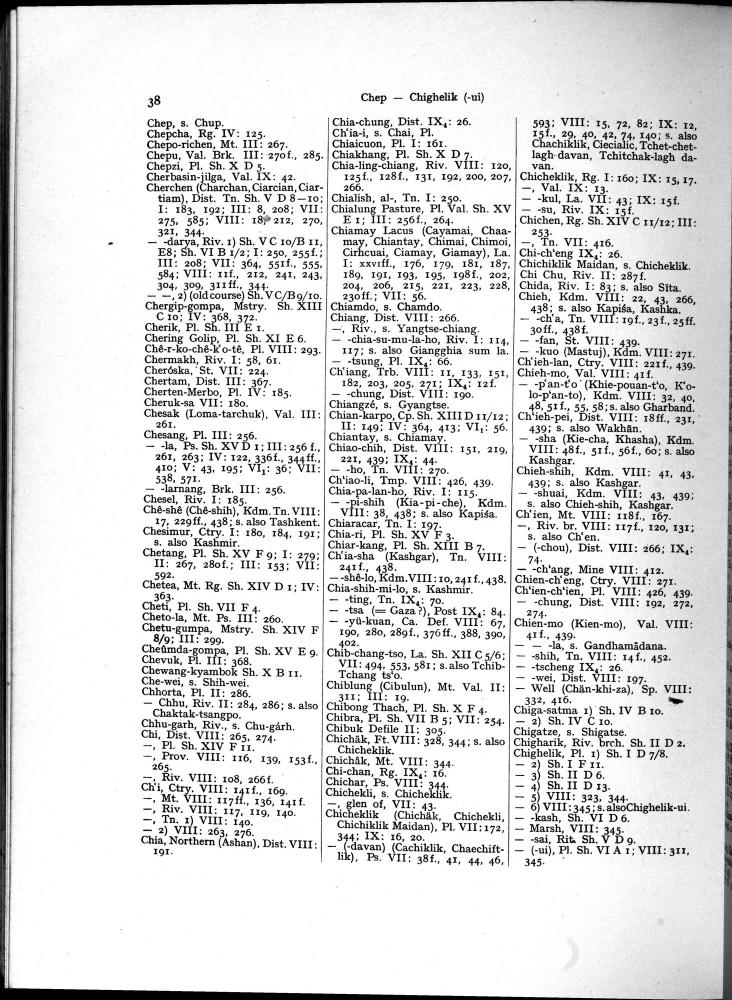 38
Chep — Chighelik (-ui)
Chep, s. Chup.
Chepcha, Rg. IV: 125.
Chepo-richen, Mt. III: 267.
Chepu, Val. Brk. III: 270f., 285.
Chepzi, Pl. Sh. X D 5.
Cherbasin-jilga, Val. IX: 42.
Cherchen (Charchan, Ciarcian, Ciar-
tiam), Dist. Tn. Sh. V D 8—10;
I: 183, 192; III: 8, 208; VII:
275, 585; VIII: 18, 212, 270,
321, 344.
— -darya, Riv. 1) Sh. V C 10/B 11,
E8; Sh. VI B 1/2; I: 250, 255f.;
III: 208; VII: 364, 551f., 555,
584; VIII: 11f., 212, 241, 243,
304, 309, 311ff., 344.
— —, 2) (old course) Sh. VC/B9/10.
Chergip-gompa, Mstry. Sh. XIII
C 10; IV: 368, 372.
Cherik, Pl. Sh. III E 1.
Chering Golip, Pl. Sh. XI E 6.
Chê-r-ko-chê-k'o-tê, Pl. VIII: 293.
Chermakh, Riv. I: 58, 61.
Cheróska, St. VII: 224.
Chertam, Dist. III: 367.
Cherten-Merbo, Pl. IV: 185.
Cheruk-sa VII: 180.
Chesak (Loma-tarchuk), Val. III:
261.
Chesang, Pl. III: 256.
— -la, Ps. Sh. XV D 1; III: 256 f.,
261, 263; IV: 122, 336f., 344ff.,
410; V: 43, 195; VI₁: 36; VII:
538, 571.
— -larnang, Brk. III: 256.
Chesel, Riv. I: 185.
Chê-shê (Chê-shih), Kdm. Tn. VIII:
17, 229ff., 438; s. also Tashkent.
Chesimur, Ctry. I: 180, 184, 191;
s. also Kashmir.
Chetang, Pl. Sh. XV F 9; I: 279;
II: 267, 280f.; III: 153; VII:
592.
Chetea, Mt. Rg. Sh. XIV D 1; IV:
363.
Cheti, Pl. Sh. VII F 4.
Cheto-la, Mt. Ps. III: 260.
Chetu-gumpa, Mstry. Sh. XIV F
8/9; III: 299.
Cheümda-gompa, Pl. Sh. XV E 9.
Chevuk, Pl. III: 368.
Chewang-kyambok Sh. X B 11.
Che-wei, s. Shih-wei.
Chhorta, Pl. II: 286.
— Chhu, Riv. II: 284, 286; s. also
Chaktak-tsangpo.
Chhu-garh, Riv., s. Chu-gárh.
Chi, Dist. VIII: 265, 274.
—, Pl. Sh. XIV F 11.
—, Prov. VIII: 116, 139, 153f.,
265.
—, Riv. VIII: 108, 266f.
Ch'i, Ctry. VIII: 141f., 169.
—, Mt. VIII: 117ff., 136, 141f.
—, Riv. VIII: 117, 119, 140.
—, Tn. 1) VIII: 140.
— 2) VIII: 263, 276.
Chia, Northern (Ashan), Dist. VIII:
191.
Chia-chung, Dist. IX₄: 26.
Ch'ia-i, s. Chai, Pl.
Chiaicuon, Pl. I: 161.
Chiakhang, Pl. Sh. X D 7.
Chia-ling-chiang, Riv. VIII: 120,
125f., 128f., 131, 192, 200, 207,
266.
Chialish, al-, Tn. I: 250.
Chialung Pasture, Pl. Val. Sh. XV
E 1; III: 256f., 264.
Chiamay Lacus (Cayamai, Chaa-
may, Chiantay, Chimai, Chimoi,
Cirhcuai, Ciamay, Giamay), La.
I: xxviff., 176, 179, 181, 187,
189, 191, 193, 195, 198f., 202,
204, 206, 215, 221, 223, 228,
230ff.; VII: 56.
Chiamdo, s. Chamdo.
Chiang, Dist. VIII: 266.
—, Riv., s. Yangtse-chiang.
— -chia-su-mu-la-ho, Riv. I: 114,
117; s. also Giangghia sum la.
— -tsung, Pl. IX₄: 66.
Ch'iang, Trb. VIII: 11, 133, 151,
182, 203, 205, 271; IX₄: 12f.
— -chung, Dist. VIII: 190.
Chiangzé, s. Gyangtse.
Chian-karpo, Cp. Sh. XIII D 11/12;
II: 149; IV: 364, 413; VI₁: 56.
Chiantay, s. Chiamay.
Chiao-chih, Dist. VIII: 151, 219,
221, 439; IX₄: 44.
— -ho, Tn. VIII: 270.
Ch'iao-li, Tmp. VIII: 426, 439.
Chia-pa-lan-ho, Riv. I: 115.
— -pi-shih (Kia-pi-che), Kdm.
VIII: 38, 438; s. also Kapiśa.
Chiaracar, Tn. I: 197.
Chia-ri, Pl. Sh. XV F 3.
Chiar-kang, Pl. Sh. XIII B 7.
Ch'ia-sha (Kashgar), Tn. VIII:
241f., 438.
— -shê-lo, Kdm. VIII: 10, 241f., 438.
Chia-shih-mi-lo, s. Kashmir.
— -ting, Tn. IX₄: 70.
— -tsa (= Gaza?), Post IX₄: 84.
— -yü-kuan, Ca. Def. VIII: 67,
190, 280, 289f., 376ff., 388, 390,
402.
Chib-chang-tso, La. Sh. XII C 5/6;
VII: 494, 553, 581; s. also Tchib-
Tchang ts'o.
Chiblung (Cibulun), Mt. Val. II:
311; III: 19.
Chibong Thach, Pl. Sh. X F 4.
Chibra, Pl. Sh. VII B 5; VII: 254.
Chibuk Defile II: 305.
Chichäk, Ft. VIII: 328, 344; s. also
Chicheklik.
Chichâk, Mt. VIII: 344.
Chi-chan, Rg. IX₄: 16.
Chichar, Ps. VIII: 344.
Chichekli, s. Chicheklik.
—, glen of, VII: 43.
Chicheklik (Chichäk, Chichekli,
Chichiklik Maidan), Pl. VII: 172,
344; IX: 16, 20.
— (-davan) (Cachiklik, Chaechift-
lik), Ps. VII: 38f., 41, 44, 46,
593; VIII: 15, 72, 82; IX: 12,
15f., 29, 40, 42, 74, 140; s. also
Chachiklik, Ciecialic, Tchet-chet-
lagh-davan, Tchitchak-lagh da-
van.
Chicheklik, Rg. I: 160; IX: 15, 17.
—, Val. IX: 13.
— -kul, La. VII: 43; IX: 15f.
— -su, Riv. IX: 15f.
Chichen, Rg. Sh. XIV C 11/12; III:
253.
—, Tn. VII: 416.
Chi-ch'eng IX₄: 26.
Chichiklik Maidan, s. Chicheklik.
Chi Chu, Riv. II: 287f.
Chida, Riv. I: 83; s. also Sīta.
Chieh, Kdm. VIII: 22, 43, 266,
438; s. also Kapiśa, Kashka.
— -ch'a, Tn. VIII: 19f., 23f., 25ff.
30ff., 438f.
— -fan, St. VIII: 439.
— -kuo (Mastuj), Kdm. VIII: 271.
Ch'ieh-lan, Ctry. VIII: 221f., 439.
Chieh-mo, Val. VIII: 41f.
— -p'an-t'o (Khie-pouan-t'o, K'o-
lo-p'an-to), Kdm. VIII: 32, 40,
48, 51f., 55, 58; s. also Gharband.
Ch'ieh-pei, Dist. VIII: 18ff., 231,
439; s. also Wakhān.
— -sha (Kie-cha, Khasha), Kdm.
VIII: 48f., 51f., 56f., 60; s. also
Kashgar.
Chieh-shih, Kdm. VIII: 41, 43,
439; s. also Kashgar.
— -shuai, Kdm. VIII: 43, 439;
s. also Chieh-shih, Kashgar.
Ch'ien, Mt. VIII: 118f., 167.
—, Riv. br. VIII: 117f., 120, 131;
s. also Ch'en.
— (-chou), Dist. VIII: 266; IX₄:
74.
— -ch'ang, Mine VIII: 412.
Chien-ch'eng, Ctry. VIII: 271.
Ch'ien-ch'ien, Pl. VIII: 426, 439.
— -chung, Dist. VIII: 192, 272,
274.
Chien-mo (Kien-mo), Val. VIII:
41f., 439.
— — -la, s. Gandhamādana.
— -shih, Tn. VIII: 14f., 452.
— -tscheng IX₄: 26.
— -wei, Dist. VIII: 197.
— Well (Chän-khi-za), Sp. VIII:
332, 416.
Chiga-satma 1) Sh. IV B 10.
— 2) Sh. IV C 10.
Chigatze, s. Shigatse.
Chigharik, Riv. brch. Sh. II D 2.
Chighelik, Pl. 1) Sh. I D 7/8.
— 2) Sh. I F 11.
— 3) Sh. II D 6.
— 4) Sh. II D 13.
— 5) VIII: 323, 344.
— 6) VIII: 345; s. also Chighelik-ui.
— -kash, Sh. VI D 6.
— Marsh, VIII: 345.
— -sai, Rit. Sh. V D 9.
— (-ui), Pl. Sh. VI A 1; VIII: 311,
345.